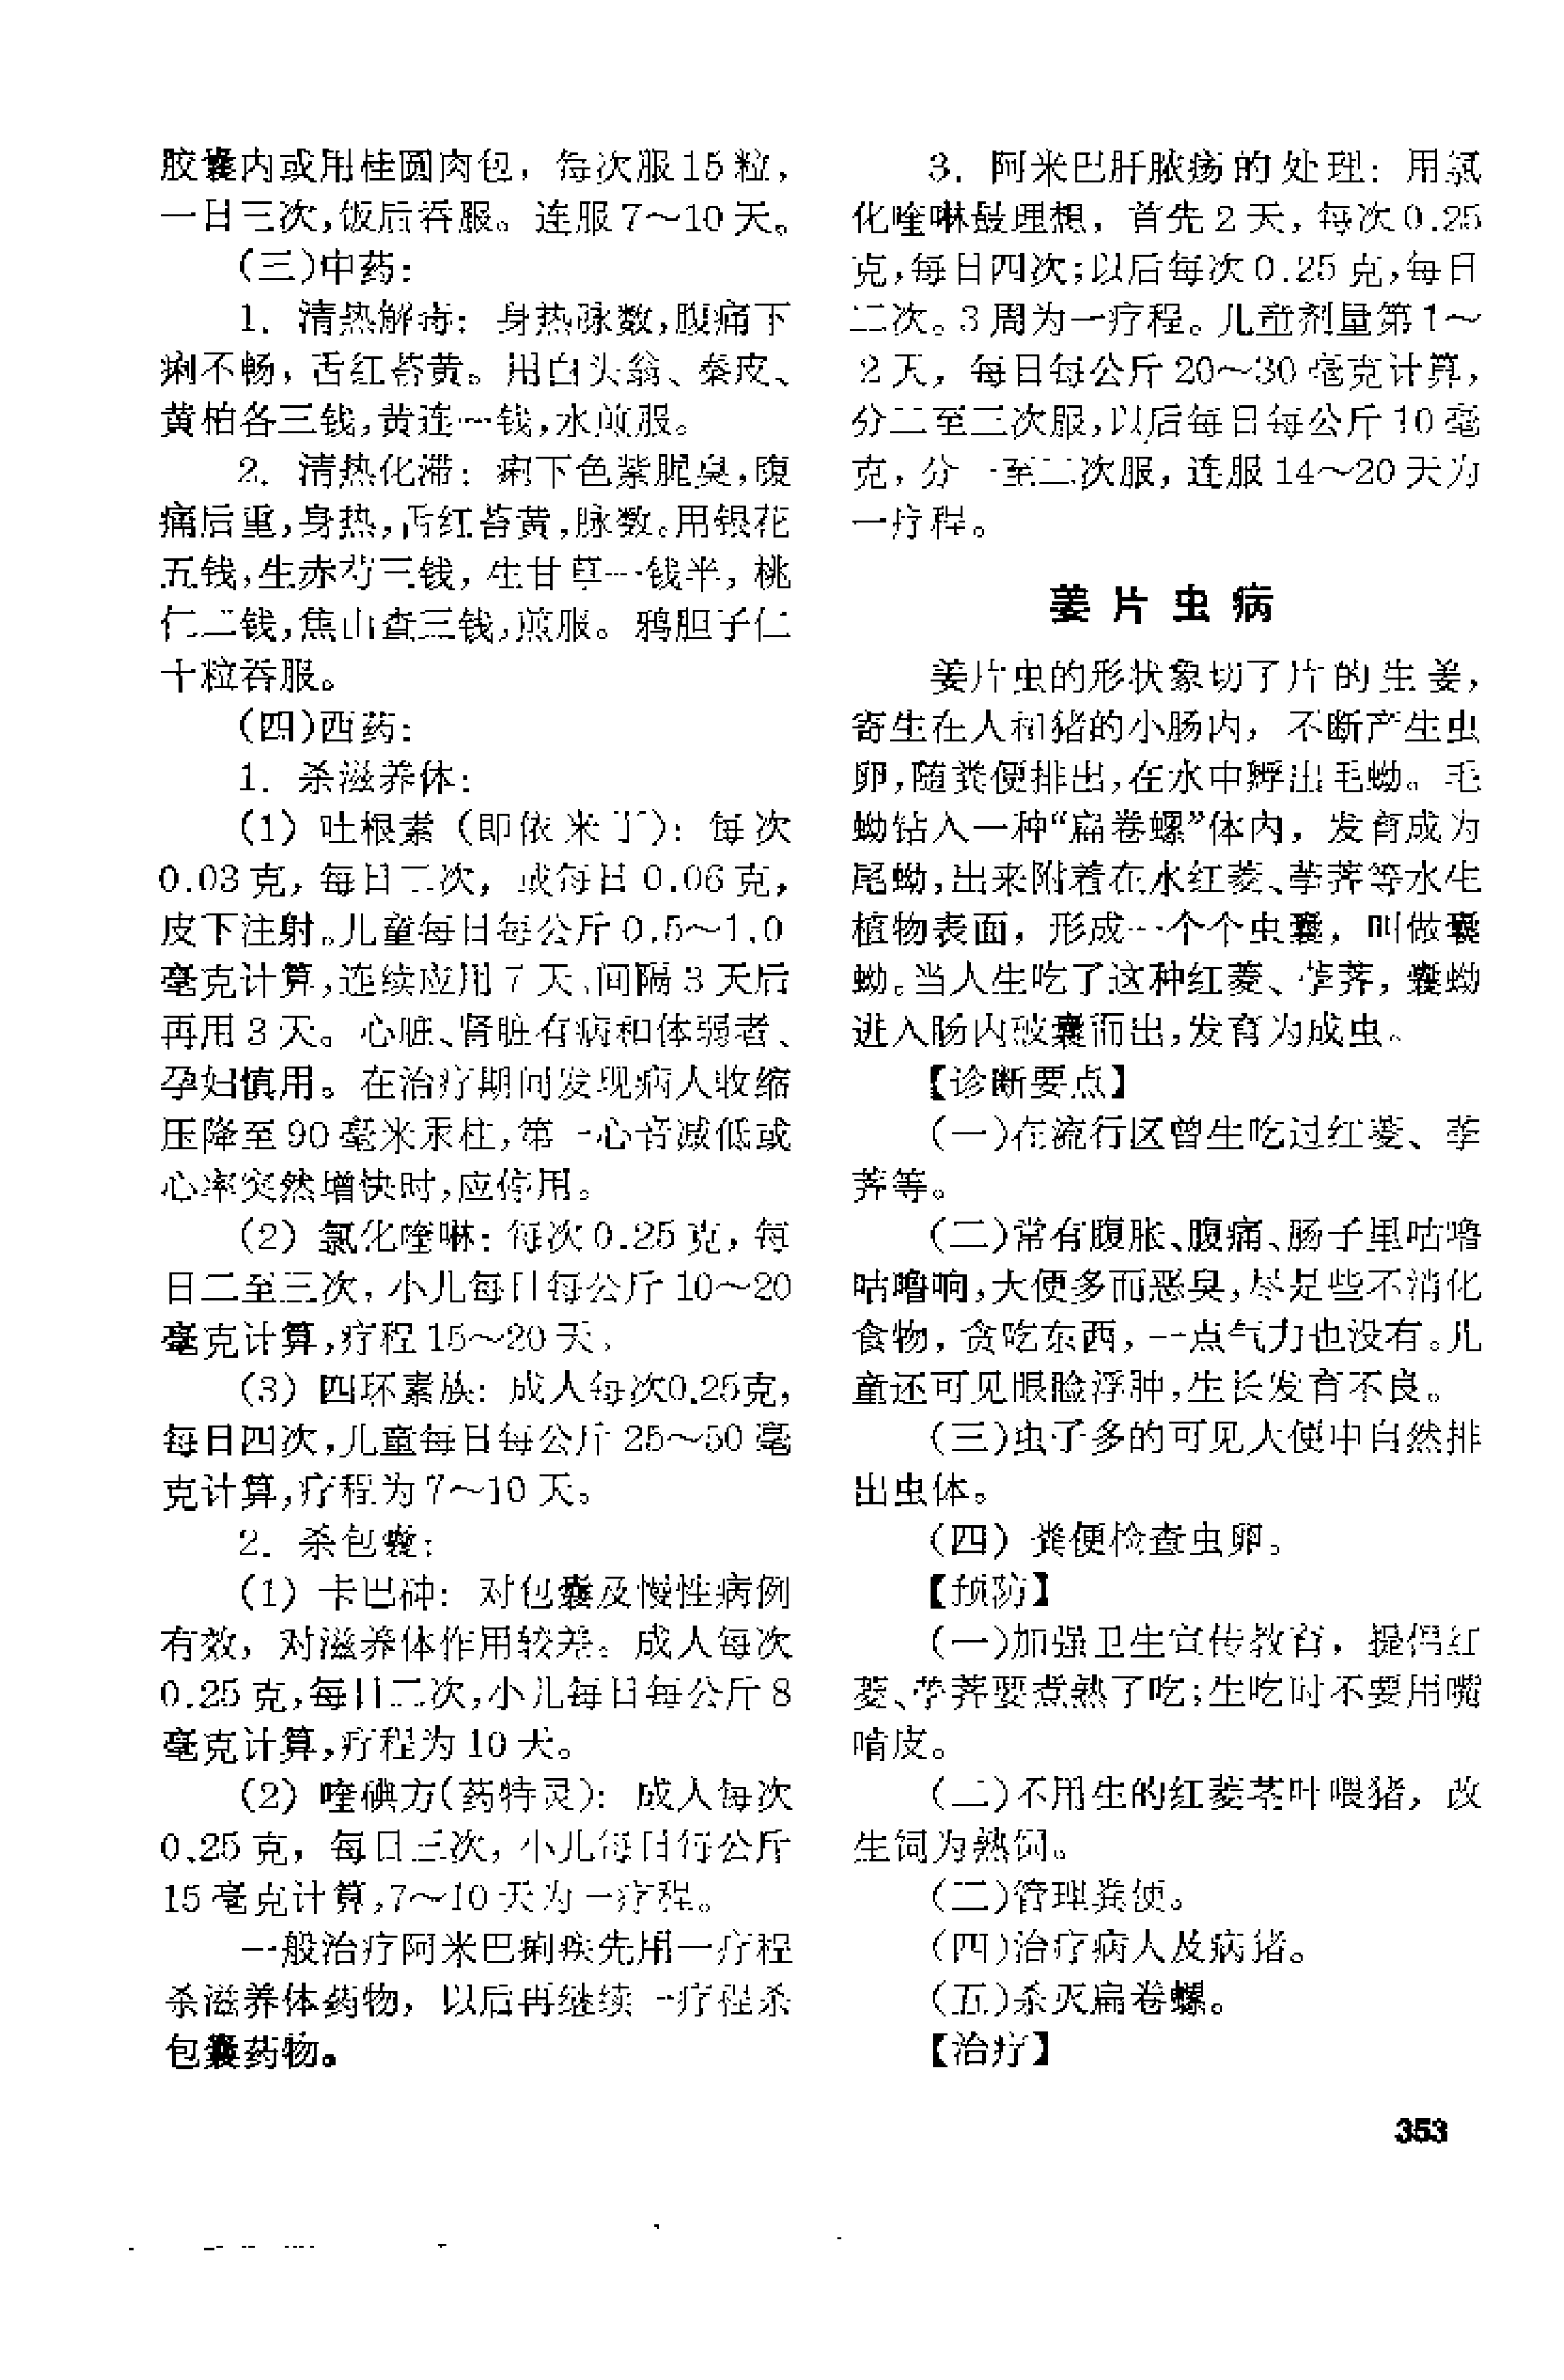 胶囊内或用桂圆肉包，每次服15粒，
一日三次,饭后吞服。连服7～10天。
(三)中药:
1. 清热解毒: 身热脉数,腹痛下
痢不畅，舌红苔黄。用白头翁、秦皮、
黄柏各三钱,黄连一钱,水煎服。
2. 清热化滞: 痢下色紫腥臭,腹
痛后重,身热,舌红苔黄,脉数。用银花
五钱,生赤芍三钱，生甘草一钱半，桃
仁二钱,焦山查三钱,煎服。鸦胆子仁
十粒吞服。
(四)西药:
1. 杀滋养体:
(1) 吐根素（即依米丁）: 每次
0.03克，每日二次，或每日0.06克，
皮下注射。儿童每日每公斤0.5～1.0
毫克计算,连续应用7天,间隔3天后
再用3天。心脏、肾脏有病和体弱者、
孕妇慎用。在治疗期间发现病人收缩
压降至90毫米汞柱,第一心音减低或
心率突然增快时,应停用。
(2) 氯化喹啉: 每次0.25克，每
日二至三次，小儿每日每公斤10～20
毫克计算,疗程15～20天。
(3) 四环素族: 成人每次0.25克，
每日四次,儿童每日每公斤25～50毫
克计算,疗程为7～10天。
2. 杀包囊:
(1) 卡巴砷: 对包囊及慢性病例
有效，对滋养体作用较差。成人每次
0.25克,每日二次,小儿每日每公斤8
毫克计算,疗程为10天。
(2) 喹碘方(药特灵): 成人每次
0.25克，每日三次，小儿每日每公斤
15毫克计算,7～10天为一疗程。
一般治疗阿米巴痢疾先用一疗程
杀滋养体药物，以后再继续一疗程杀
包囊药物。
3. 阿米巴肝脓疡的处理: 用氯
化喹啉最理想，首先2天，每次0.25
克,每日四次;以后每次0.25克,每日
二次。3周为一疗程。儿童剂量第1～
2天，每日每公斤20～30毫克计算，
分二至三次服,以后每日每公斤10毫
克，分一至二次服，连服14～20天为
一疗程。
姜片虫病
姜片虫的形状象切了片的生姜，
寄生在人和猪的小肠内，不断产生虫
卵,随粪便排出,在水中孵出毛蚴。毛
蚴钻入一种“扁卷螺”体内，发育成为
尾蚴,出来附着在水红菱、荸荠等水生
植物表面，形成一个个虫囊，叫做囊
蚴。当人生吃了这种红菱、荸荠，囊蚴
进入肠内破囊而出,发育为成虫。
【诊断要点】
(一)在流行区曾生吃过红菱、荸
荠等。
(二)常有腹胀、腹痛、肠子里咕噜
咕噜响,大便多而恶臭,尽是些不消化
食物，贪吃东西，一点气力也没有。儿
童还可见眼脸浮肿,生长发育不良。
(三)虫子多的可见大便中自然排
出虫体。
(四) 粪便检查虫卵。
【预防】
(一)加强卫生宣传教育，提倡红
菱、荸荠要煮熟了吃;生吃时不要用嘴
啃皮。
(二)不用生的红菱茎叶喂猪，改
生饲为熟饲。
(三)管理粪便。
(四)治疗病人及病猪。
(五)杀灭扁卷螺。
【治疗】
353